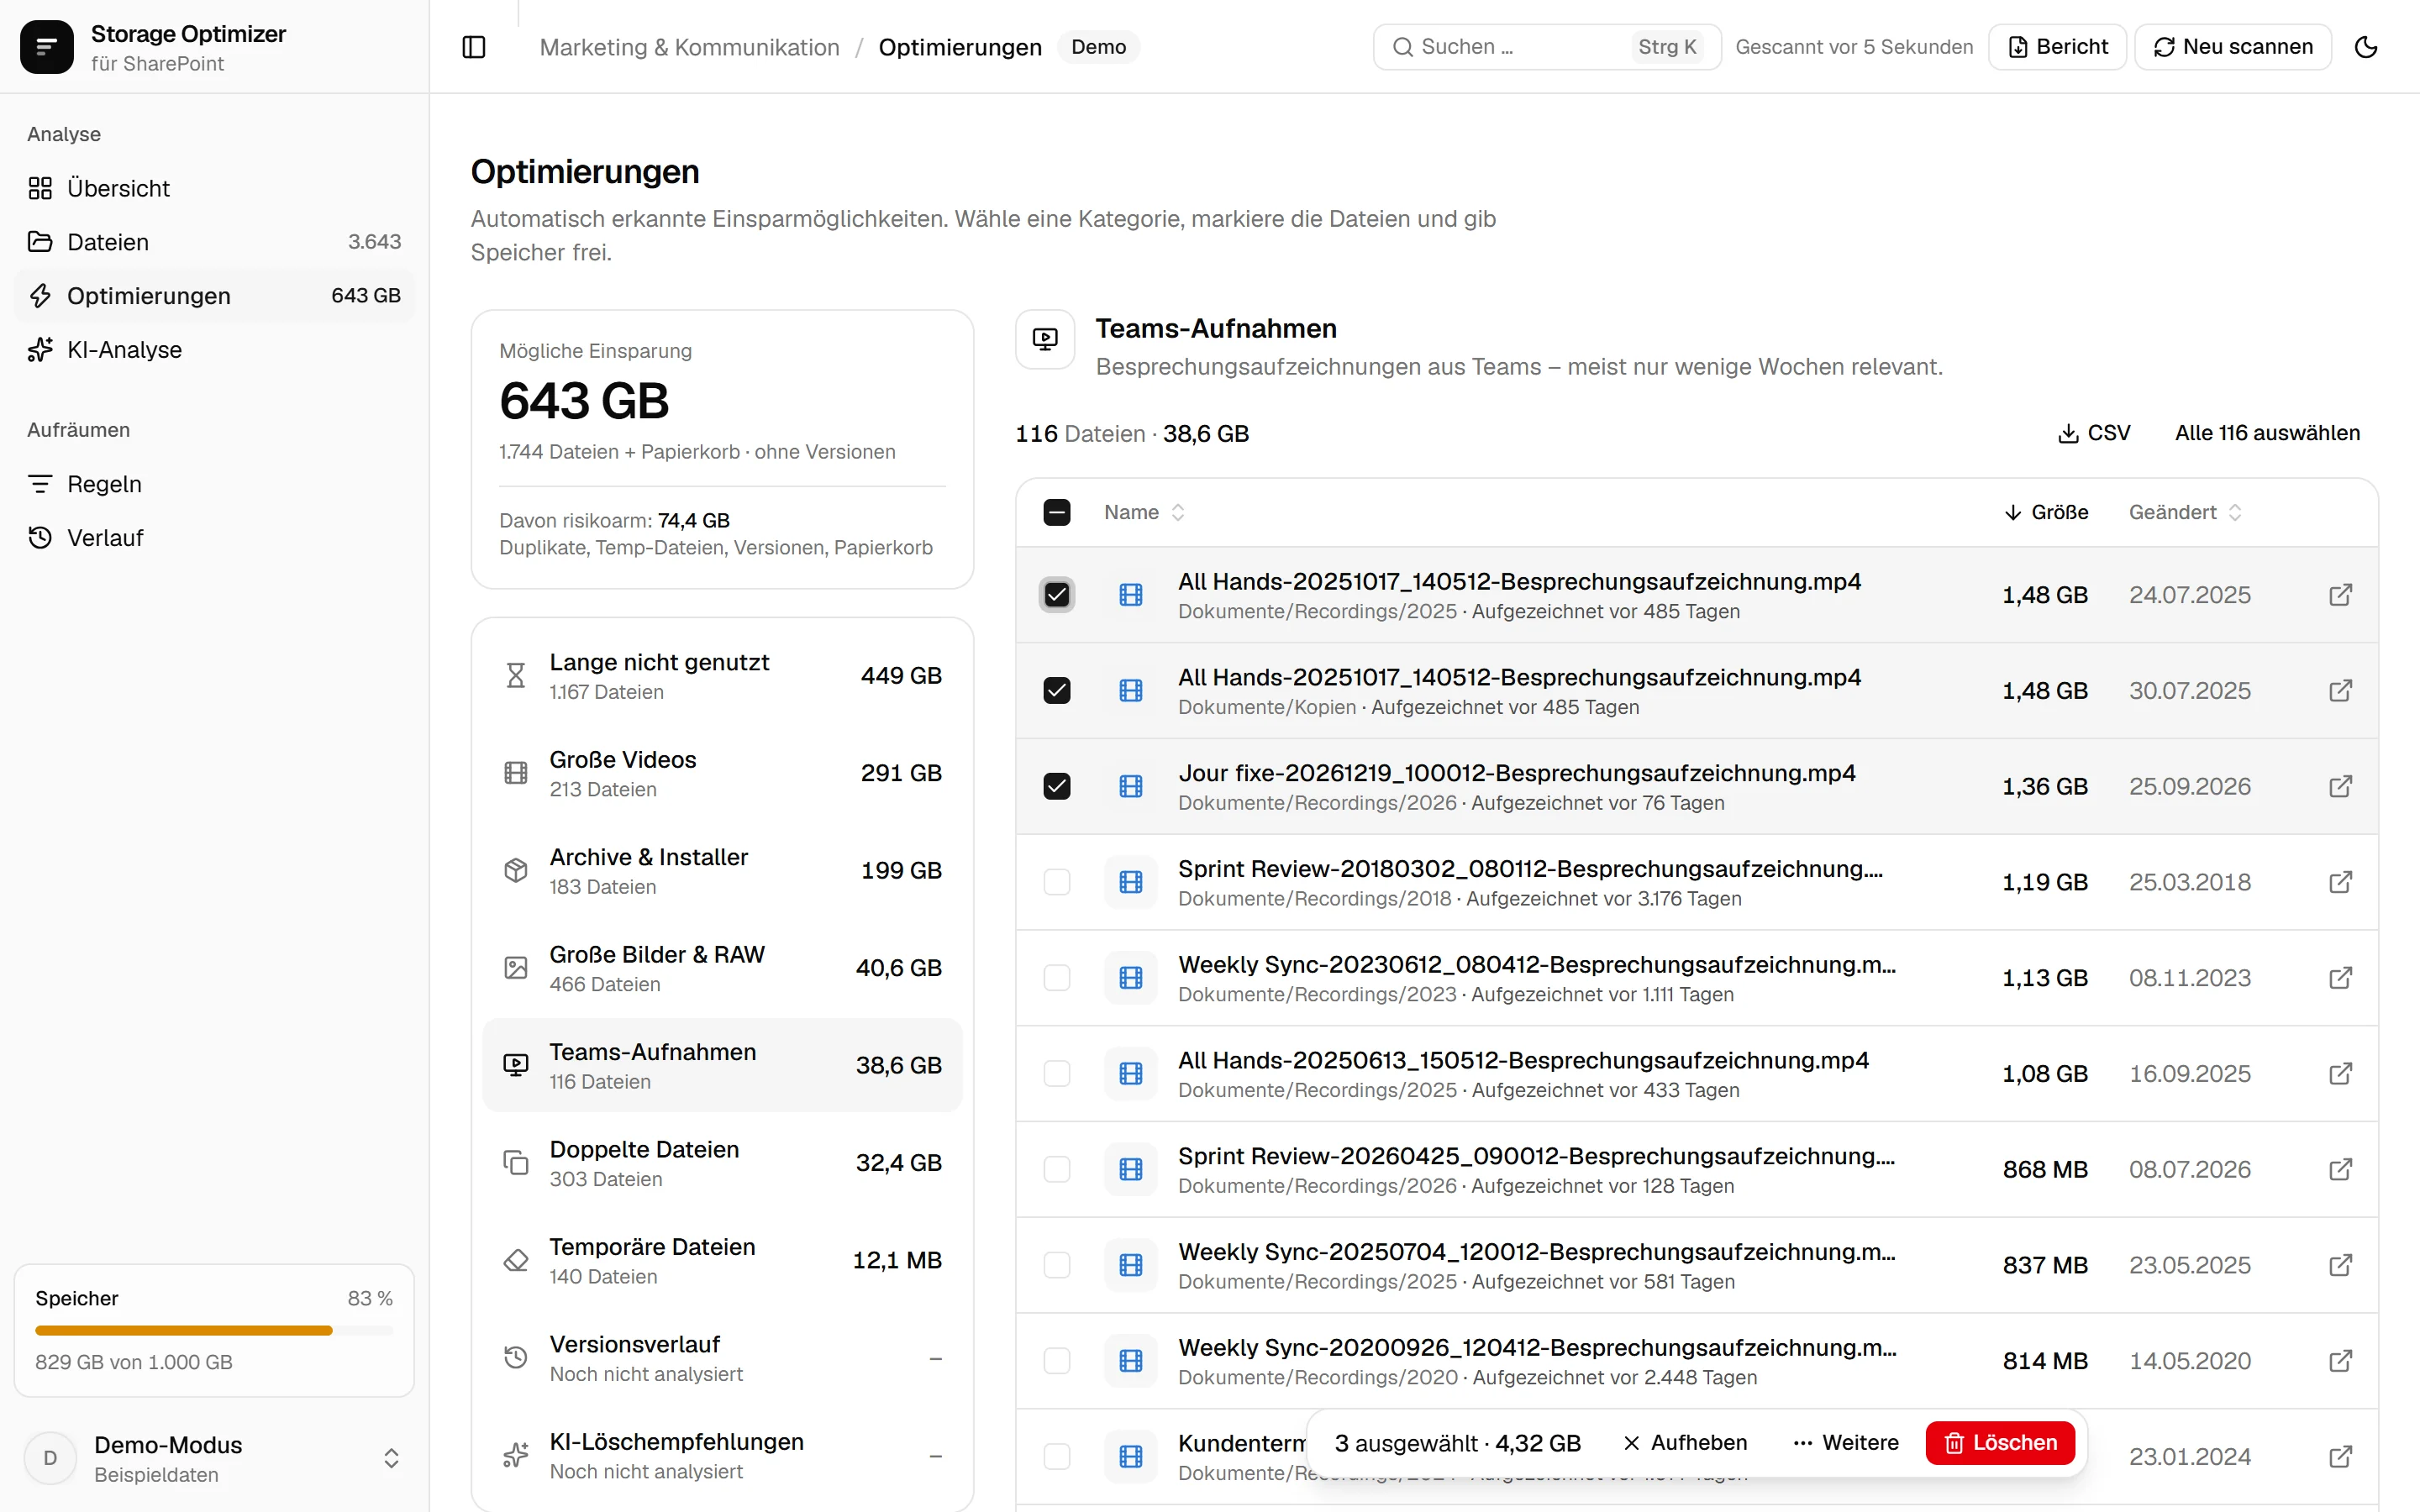 Storage Optimizer
für SharePoint
Analyse
Übersicht
Dateien 3.643
Optimierungen 643 GB
KI-Analyse
Aufräumen
Regeln
Verlauf
Speicher 83 %
829 GB von 1.000 GB
D
Demo-Modus
Beispieldaten
Marketing & Kommunikation / Optimierungen Demo
Suchen ... Strg K
Gescannt vor 5 Sekunden
Bericht
Neu scannen
Optimierungen
Automatisch erkannte Einsparmöglichkeiten. Wähle eine Kategorie, markiere die Dateien und gib
Speicher frei.
Mögliche Einsparung
643 GB
1.744 Dateien + Papierkorb · ohne Versionen
Davon risikoarm: 74,4 GB
Duplikate, Temp-Dateien, Versionen, Papierkorb
Lange nicht genutzt 449 GB
1.167 Dateien
Große Videos 291 GB
213 Dateien
Archive & Installer 199 GB
183 Dateien
Große Bilder & RAW 40,6 GB
466 Dateien
Teams-Aufnahmen 38,6 GB
116 Dateien
Doppelte Dateien 32,4 GB
303 Dateien
Temporäre Dateien 12,1 MB
140 Dateien
Versionsverlauf –
Noch nicht analysiert
KI-Löschempfehlungen –
Noch nicht analysiert
Teams-Aufnahmen
Besprechungsaufzeichnungen aus Teams – meist nur wenige Wochen relevant.
116 Dateien · 38,6 GB
CSV
Alle 116 auswählen
Name Größe Geändert
All Hands-20251017_140512-Besprechungsaufzeichnung.mp4 1,48 GB 24.07.2025
Dokumente/Recordings/2025 · Aufgezeichnet vor 485 Tagen
All Hands-20251017_140512-Besprechungsaufzeichnung.mp4 1,48 GB 30.07.2025
Dokumente/Kopien · Aufgezeichnet vor 485 Tagen
Jour fixe-20261219_100012-Besprechungsaufzeichnung.mp4 1,36 GB 25.09.2026
Dokumente/Recordings/2026 · Aufgezeichnet vor 76 Tagen
Sprint Review-20180302_080112-Besprechungsaufzeichnung.... 1,19 GB 25.03.2018
Dokumente/Recordings/2018 · Aufgezeichnet vor 3.176 Tagen
Weekly Sync-20230612_080412-Besprechungsaufzeichnung.m... 1,13 GB 08.11.2023
Dokumente/Recordings/2023 · Aufgezeichnet vor 1.111 Tagen
All Hands-20250613_150512-Besprechungsaufzeichnung.mp4 1,08 GB 16.09.2025
Dokumente/Recordings/2025 · Aufgezeichnet vor 433 Tagen
Sprint Review-20260425_090012-Besprechungsaufzeichnung.... 868 MB 08.07.2026
Dokumente/Recordings/2026 · Aufgezeichnet vor 128 Tagen
Weekly Sync-20250704_120012-Besprechungsaufzeichnung.m... 837 MB 23.05.2025
Dokumente/Recordings/2025 · Aufgezeichnet vor 581 Tagen
Weekly Sync-20200926_120412-Besprechungsaufzeichnung.m... 814 MB 14.05.2020
Dokumente/Recordings/2020 · Aufgezeichnet vor 2.448 Tagen
23.01.2024
3 ausgewählt · 4,32 GB
Aufheben
Weitere
Löschen